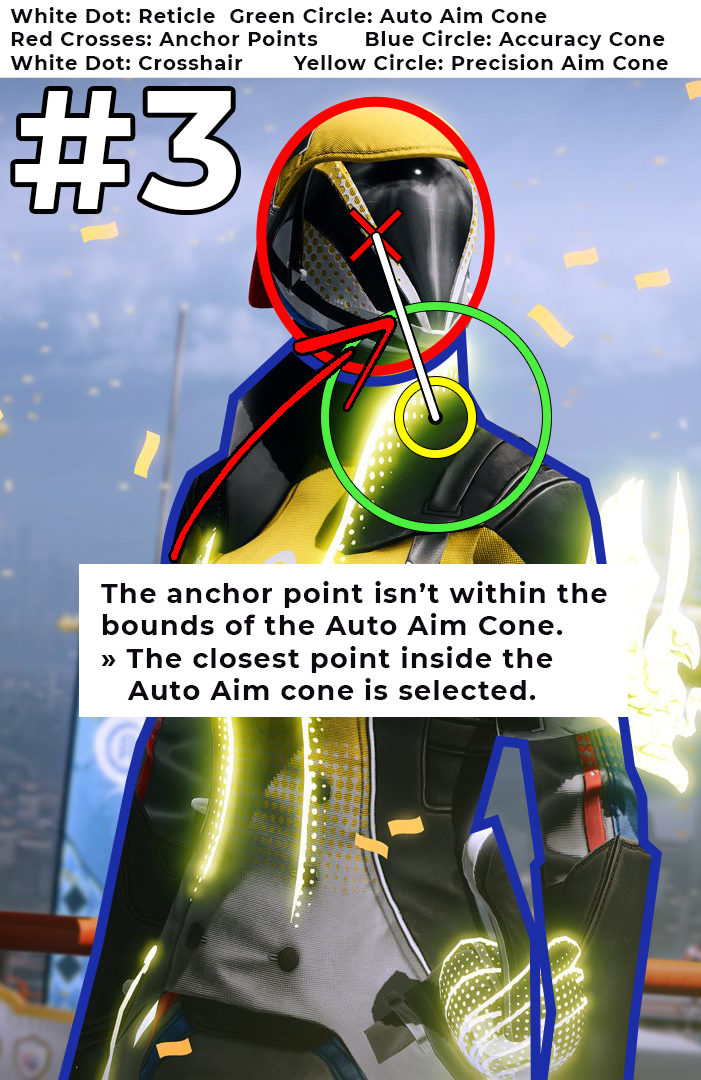 White Dot: Reticle  Green Circle: Auto Aim Cone
Red Crosses: Anchor Points  Blue Circle: Accuracy Cone
White Dot: Crosshair  Yellow Circle: Precision Aim Cone
#3
The anchor point isn’t within the
bounds of the Auto Aim Cone.
» The closest point inside the
Auto Aim cone is selected.